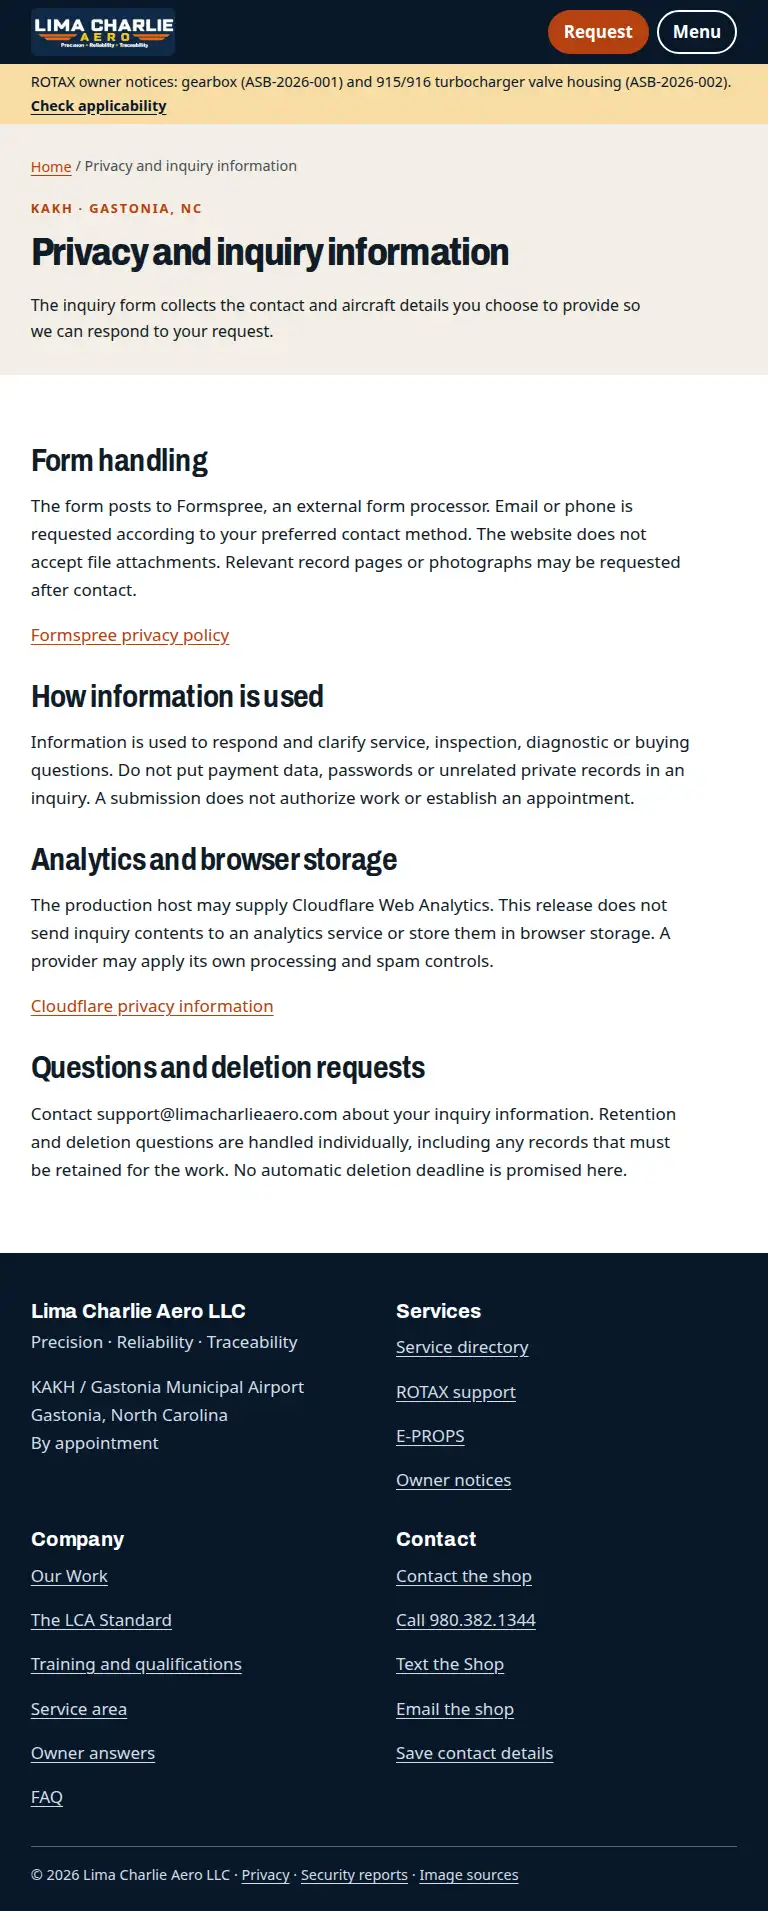 LIMA CHARLIE
AERO
Precision • Reliability • Traceability
Request
Menu
ROTAX owner notices: gearbox (ASB-2026-001) and 915/916 turbocharger valve housing (ASB-2026-002).
Check applicability
Home / Privacy and inquiry information
KAKH · GASTONIA, NC
Privacy and inquiry information
The inquiry form collects the contact and aircraft details you choose to provide so
we can respond to your request.
Form handling
The form posts to Formspree, an external form processor. Email or phone is
requested according to your preferred contact method. The website does not
accept file attachments. Relevant record pages or photographs may be requested
after contact.
Formspree privacy policy
How information is used
Information is used to respond and clarify service, inspection, diagnostic or buying
questions. Do not put payment data, passwords or unrelated private records in an
inquiry. A submission does not authorize work or establish an appointment.
Analytics and browser storage
The production host may supply Cloudflare Web Analytics. This release does not
send inquiry contents to an analytics service or store them in browser storage. A
provider may apply its own processing and spam controls.
Cloudflare privacy information
Questions and deletion requests
Contact support@limacharlieaero.com about your inquiry information. Retention
and deletion questions are handled individually, including any records that must
be retained for the work. No automatic deletion deadline is promised here.
Lima Charlie Aero LLC
Precision · Reliability · Traceability
KAKH / Gastonia Municipal Airport
Gastonia, North Carolina
By appointment
Services
Service directory
ROTAX support
E-PROPS
Owner notices
Company
Our Work
The LCA Standard
Training and qualifications
Service area
Owner answers
FAQ
Contact
Contact the shop
Call 980.382.1344
Text the Shop
Email the shop
Save contact details
© 2026 Lima Charlie Aero LLC · Privacy · Security reports · Image sources